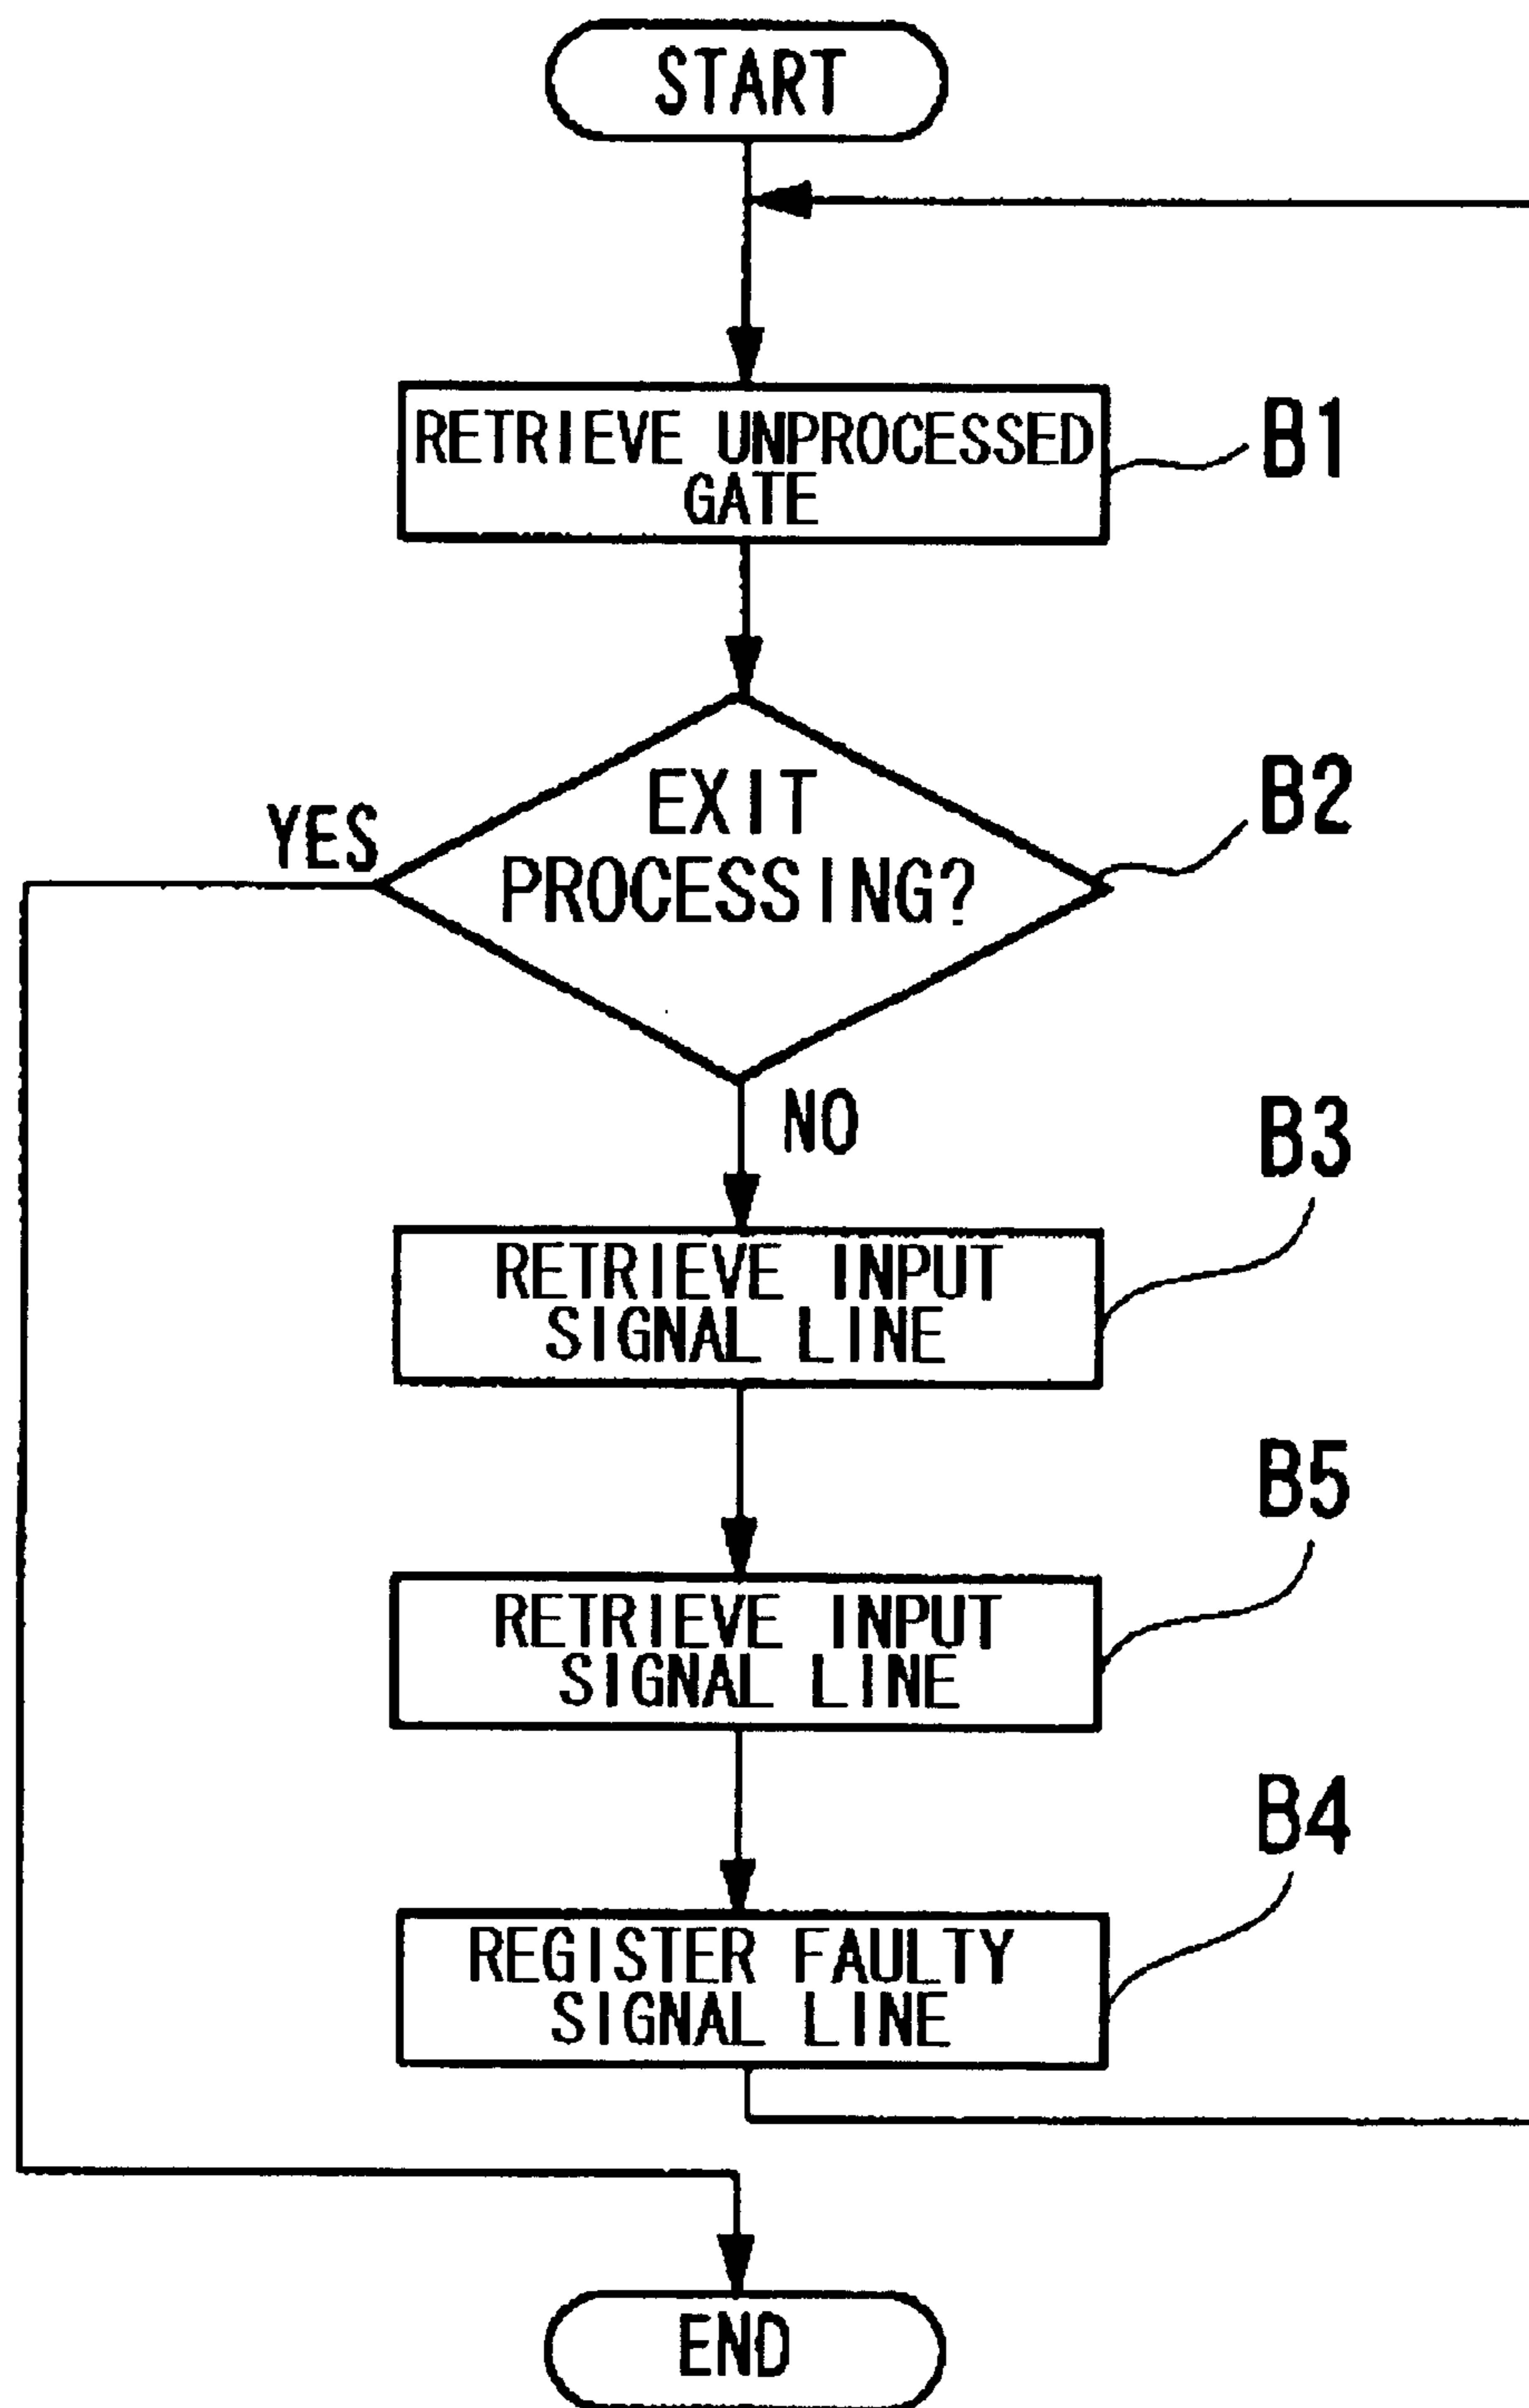 START
RETRIEVE UNPROCESSED
GATE
B1
EXIT
PROCESSING?
B2
YES
NO
B3
RETRIEVE INPUT
SIGNAL LINE
B5
RETRIEVE INPUT
SIGNAL LINE
B4
REGISTER FAULTY
SIGNAL LINE
END